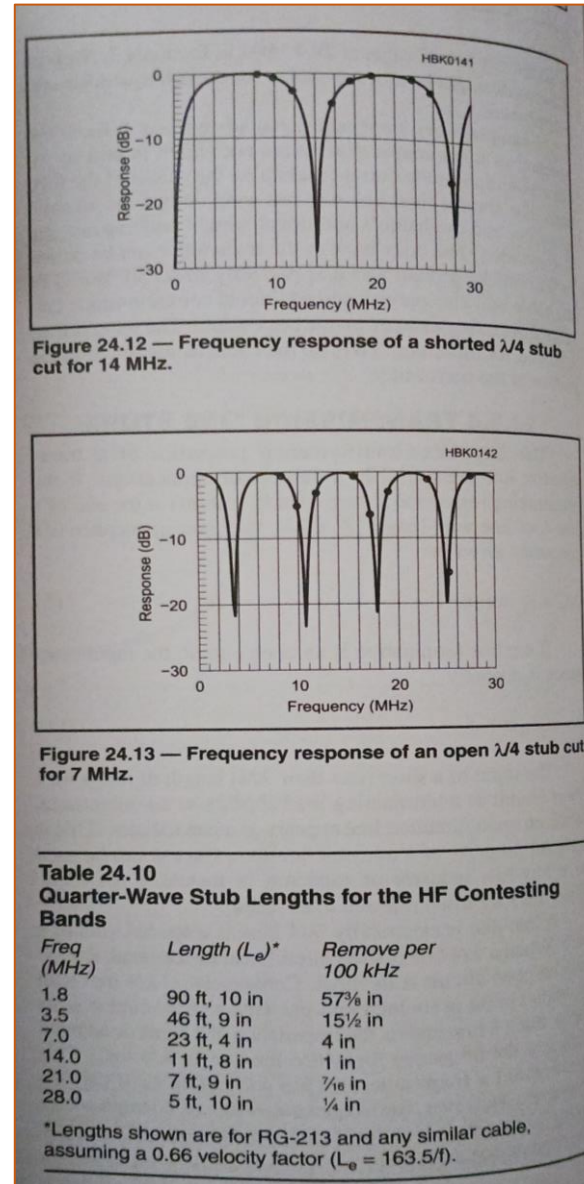 HBK0141
0
−10
−20
−30
Response (dB)
0 10 20 30
Frequency (MHz)
Figure 24.12 — Frequency response of a shorted λ/4 stub
cut for 14 MHz.
HBK0142
0
−10
−20
−30
Response (dB)
0 10 20 30
Frequency (MHz)
Figure 24.13 — Frequency response of an open λ/4 stub cut
for 7 MHz.
Table 24.10
Quarter-Wave Stub Lengths for the HF Contesting
Bands
Freq Length (Lₑ)* Remove per
(MHz) 100 kHz
1.8 90 ft, 10 in 57⅜ in
3.5 46 ft, 9 in 15½ in
7.0 23 ft, 4 in 4 in
14.0 11 ft, 8 in 1 in
21.0 7 ft, 9 in 7⁄16 in
28.0 5 ft, 10 in ¼ in
*Lengths shown are for RG-213 and any similar cable,
assuming a 0.66 velocity factor (Lₑ = 163.5/f).